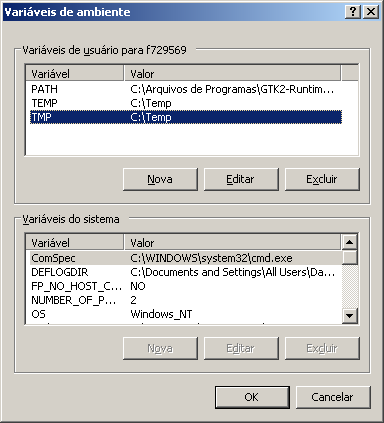 Variáveis de ambiente
Variáveis de usuário para f729569
Variável Valor
PATH C:\Arquivos de Programas\GTK2-Runtim...
TEMP C:\Temp
TMP C:\Temp
Nova Editar Excluir
Variáveis do sistema
Variável Valor
ComSpec C:\WINDOWS\system32\cmd.exe
DEFLOGDIR C:\Documents and Settings\All Users\Da...
FP_NO_HOST_C... NO
NUMBER_OF_P... 2
OS Windows_NT
Nova Editar Excluir
OK Cancelar